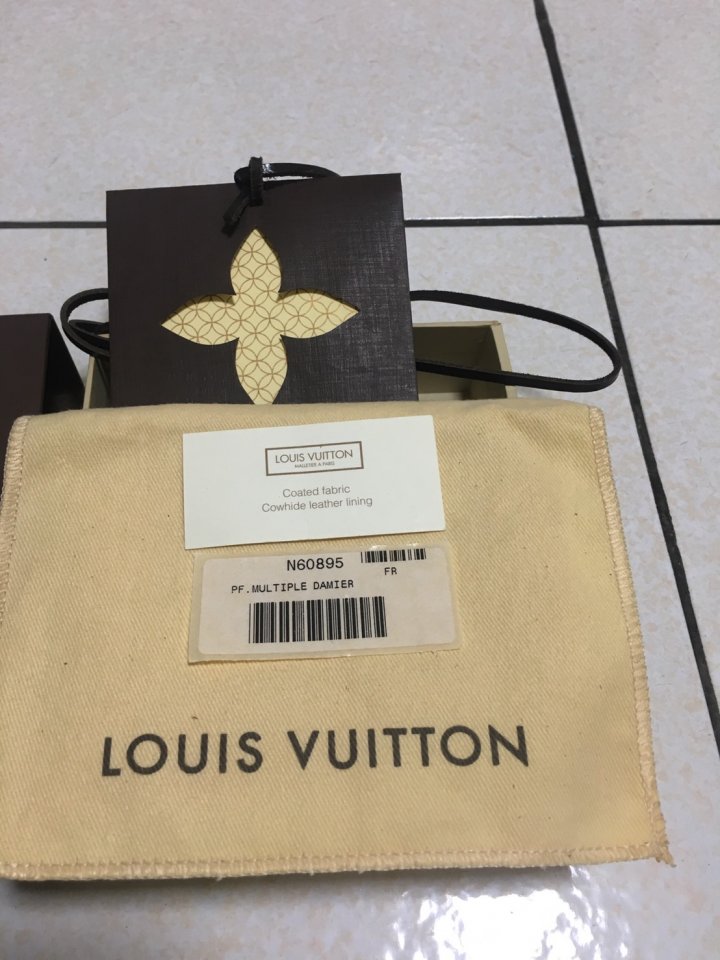 LOUIS VUITTON
MALLETIER A PARIS
Coated fabric
Cowhide leather lining
N60895
FR
PF.MULTIPLE DAMIER
LOUIS VUITTON